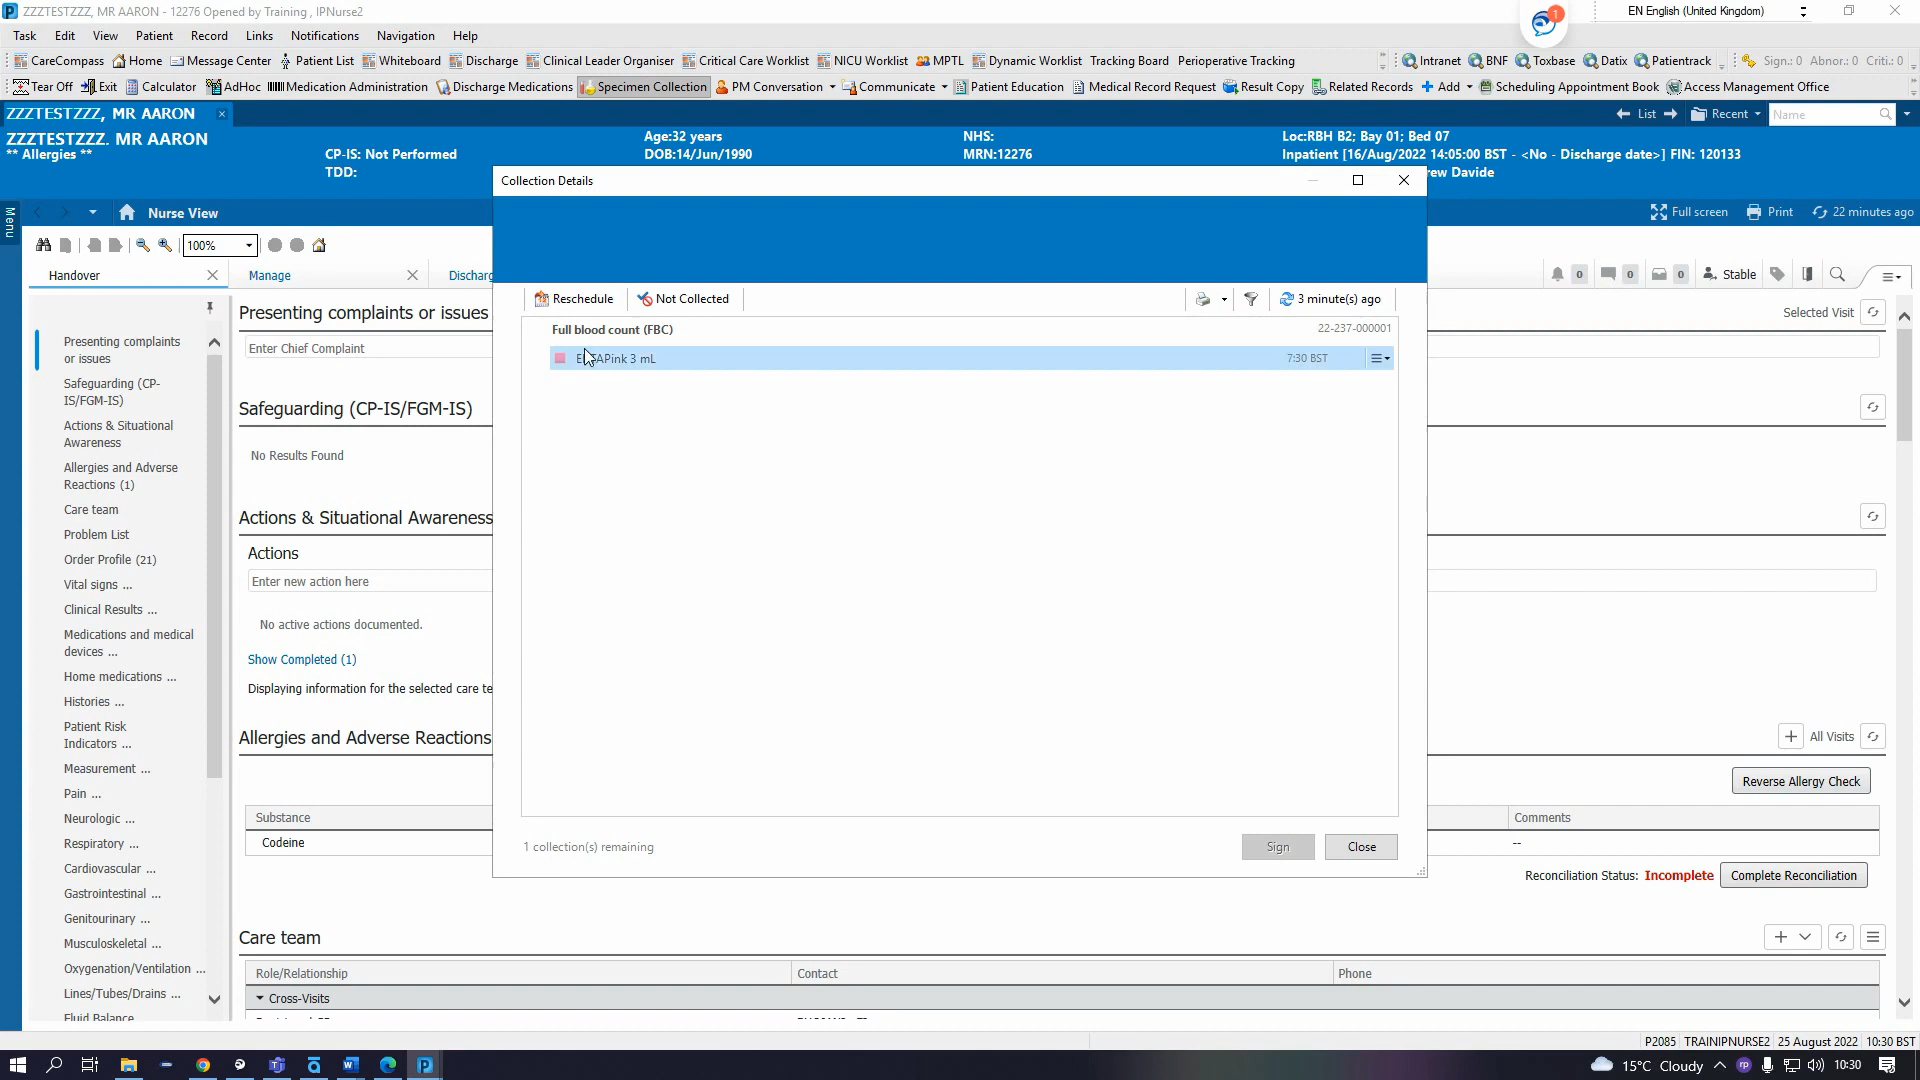 ZZZTESTZZZ, MR AARON - 12276 Opened by Training , IPNurse2
1
EN English (United Kingdom)
Task Edit View Patient Record Links Notifications Navigation Help
CareCompass Home Message Center Patient List Whiteboard Discharge Clinical Leader Organiser Critical Care Worklist NICU Worklist MPTL Dynamic Worklist Tracking Board Perioperative Tracking Intranet BNF Toxbase Datix Patientrack Sign.: 0 Abnor.: 0 Criti.: 0
Tear Off Exit Calculator AdHoc Medication Administration Discharge Medications Specimen Collection PM Conversation Communicate Patient Education Medical Record Request Result Copy Related Records Add Scheduling Appointment Book Access Management Office
ZZZTESTZZZ, MR AARON List Recent Name
ZZZTESTZZZ. MR AARON Age:32 years NHS: Loc:RBH B2; Bay 01; Bed 07
** Allergies ** CP-IS: Not Performed DOB:14/Jun/1990 MRN:12276 Inpatient [16/Aug/2022 14:05:00 BST - <No - Discharge date>] FIN: 120133
TDD: rew Davide
Collection Details
Menu
Nurse View Full screen Print 22 minutes ago
100%
Handover Manage Discharg 0 0 0 Stable
Reschedule Not Collected 3 minute(s) ago
Full blood count (FBC) 22-237-000001
APink 3 mL 7:30 BST
1 collection(s) remaining Sign Close
Presenting complaints
or issues
Safeguarding (CP-
IS/FGM-IS)
Actions & Situational
Awareness
Allergies and Adverse
Reactions (1)
Care team
Problem List
Order Profile (21)
Vital signs ...
Clinical Results ...
Medications and medical
devices ...
Home medications ...
Histories ...
Patient Risk
Indicators ...
Measurement ...
Pain ...
Neurologic ...
Respiratory ...
Cardiovascular ...
Gastrointestinal ...
Genitourinary ...
Musculoskeletal ...
Oxygenation/Ventilation ...
Lines/Tubes/Drains ...
Fluid Balance
Presenting complaints or issues Selected Visit
Enter Chief Complaint
Safeguarding (CP-IS/FGM-IS)
No Results Found
Actions & Situational Awareness
Actions
Enter new action here
No active actions documented.
Show Completed (1)
Displaying information for the selected care te
Allergies and Adverse Reactions All Visits
Reverse Allergy Check
Substance Comments
Codeine --
Reconciliation Status: Incomplete Complete Reconciliation
Care team
Role/Relationship Contact Phone
Cross-Visits
P2085 TRAINIPNURSE2 25 August 2022 10:30 BST
15°C Cloudy 10:30